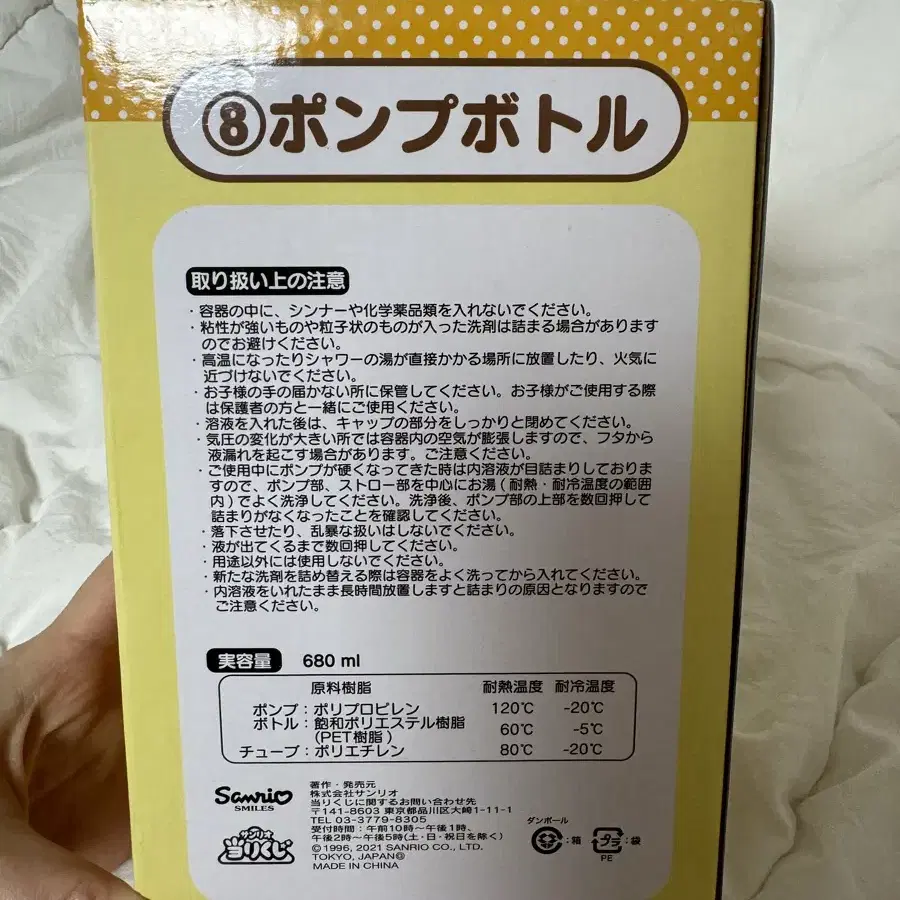 ⑧ポンプボトル
取り扱い上の注意
・容器の中に、シンナーや化学薬品類を入れないでください。
・粘性が強いものや粒子状のものが入った洗剤は詰まる場合があります
のでお避けください。
・高温になったりシャワーの湯が直接かかる場所に放置したり、火気に
近づけないでください。
・お子様の手の届かない所に保管してください。お子様がご使用する際
は保護者の方と一緒にご使用ください。
・溶液を入れた後は、キャップの部分をしっかりと閉めてください。
・気圧の変化が大きい所では容器内の空気が膨張しますので、フタから
液漏れを起こす場合があります。ご注意ください。
・ご使用中にポンプが硬くなってきた時は内溶液が目詰まりしておりま
すので、ポンプ部、ストロー部を中心にお湯(耐熱・耐冷温度の範囲
内)でよく洗浄してください。洗浄後、ポンプ部の上部を数回押して
詰まりがなくなったことを確認してください。
・落下させたり、乱暴な扱いはしないでください。
・液が出てくるまで数回押してください。
・用途以外には使用しないでください。
・新たな洗剤を詰め替える際は容器をよく洗ってから入れてください。
・内溶液をいれたまま長時間放置しますと詰まりの原因となりますので
ご注意ください。
実容量 680 ml
原料樹脂 耐熱温度 耐冷温度
ポンプ：ポリプロピレン 120℃ -20℃
ボトル：飽和ポリエステル樹脂 60℃ -5℃
(PET樹脂)
チューブ：ポリエチレン 80℃ -20℃
Sanrio
SMILES
サンリオ
当りくじ
著作・発売元
株式会社サンリオ
当りくじに関するお問い合わせ先
〒141-8603 東京都品川区大崎1-11-1
TEL 03-3779-8305
受付時間：午前10時～午後1時、
午後2時～午後5時(土・日・祝日を除く)
© 1996, 2021 SANRIO CO., LTD.
TOKYO, JAPAN Ⓛ
MADE IN CHINA
ダンボール
：箱
プラ
：袋
PE